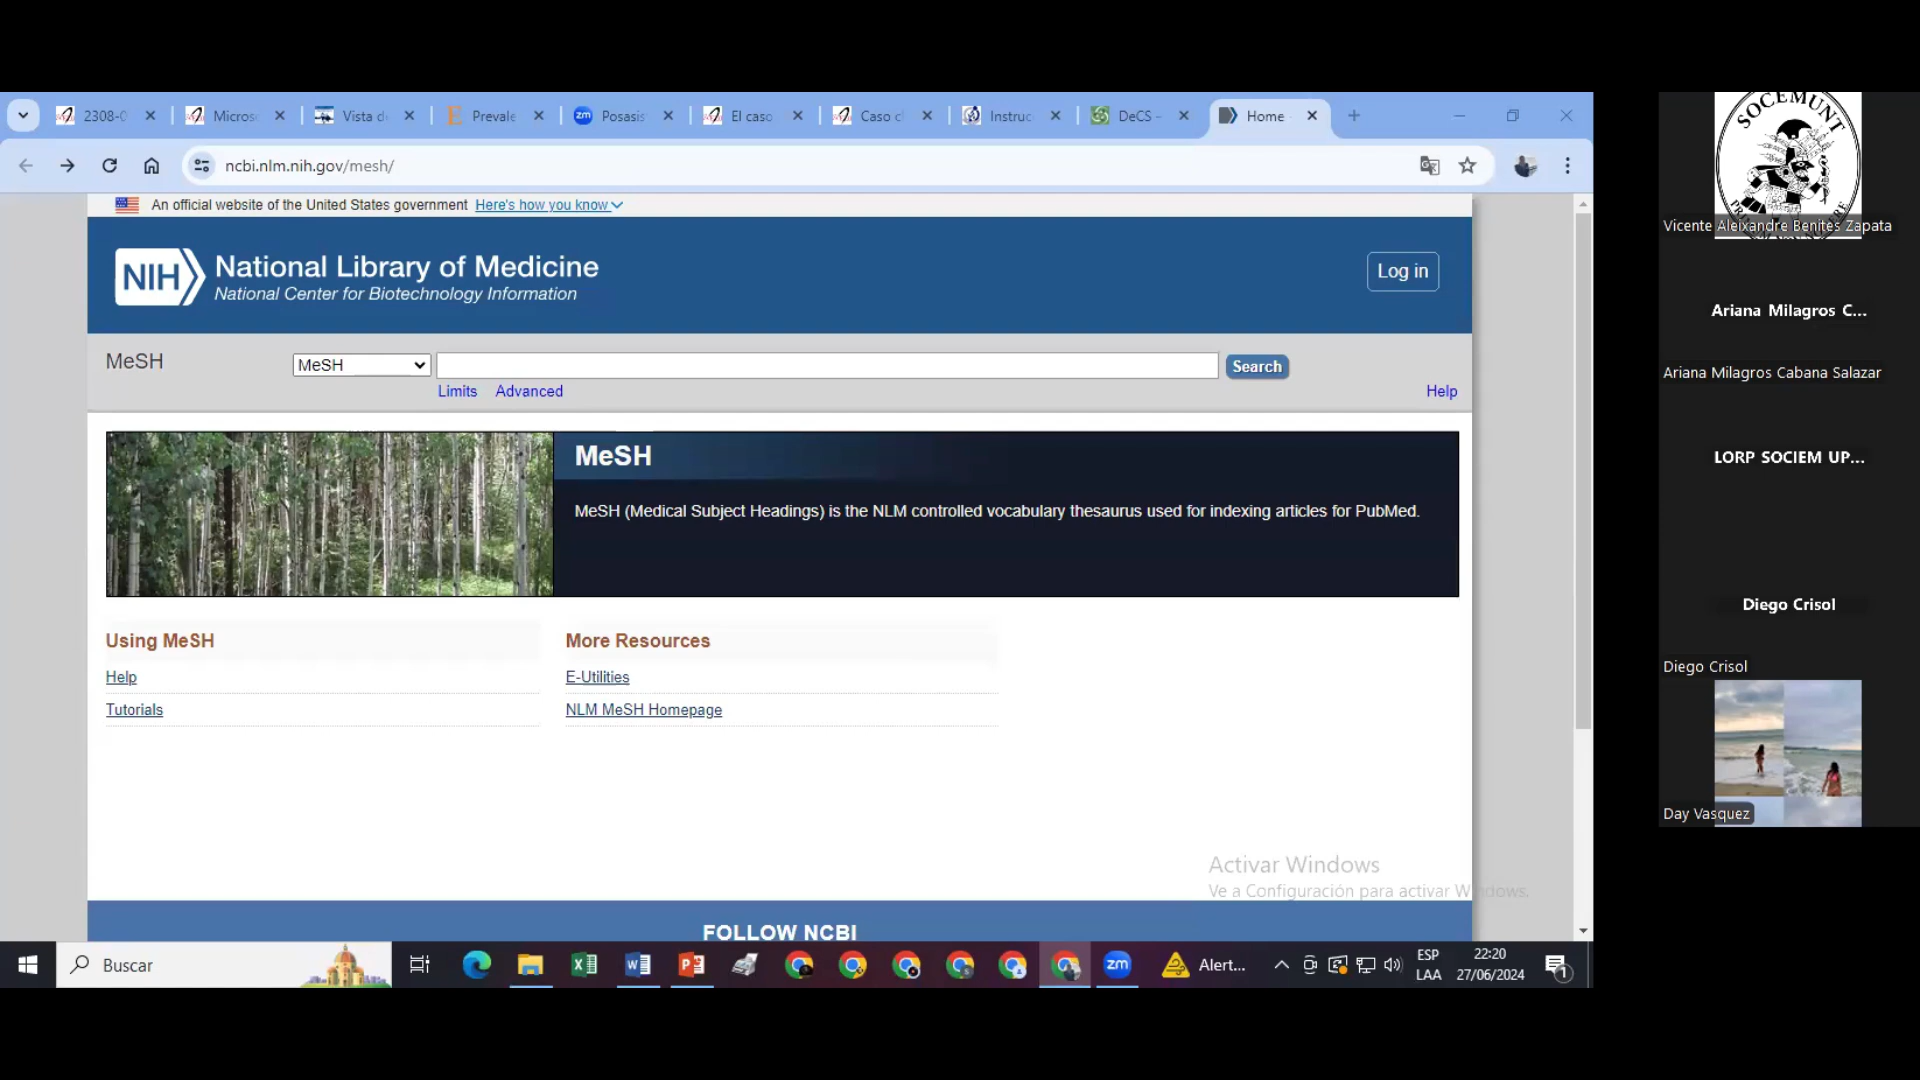 2308-0
Micros
Vista d
Prevale
zm
Posasis
El caso
Caso c
Instruc
DeCS -
Home
ncbi.nlm.nih.gov/mesh/
An official website of the United States government Here's how you know
NIH National Library of Medicine
National Center for Biotechnology Information
Log in
MeSH
MeSH
Search
Limits Advanced
Help
MeSH
MeSH (Medical Subject Headings) is the NLM controlled vocabulary thesaurus used for indexing articles for PubMed.
Using MeSH
Help
Tutorials
More Resources
E-Utilities
NLM MeSH Homepage
Activar Windows
Ve a Configuración para activar Windows.
FOLLOW NCBI
Buscar
zm
Alert...
ESP
LAA
22:20
27/06/2024
1
SOCEMUNT
Vicente Aleixandre Benites Zapata
Ariana Milagros C...
Ariana Milagros Cabana Salazar
LORP SOCIEM UP...
Diego Crisol
Diego Crisol
Day Vasquez